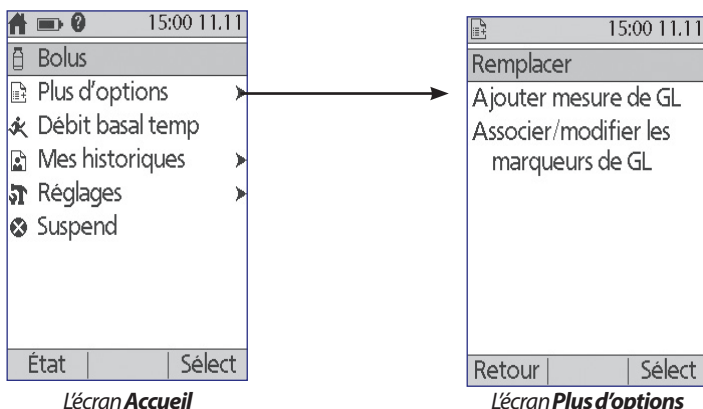 15:00 11.11
Bolus
Plus d'options
Débit basal temp
Mes historiques
Réglages
Suspend
État Sélect
L'écran Accueil
15:00 11.11
Remplacer
Ajouter mesure de GL
Associer/modifier les
marqueurs de GL
Retour Sélect
L'écran Plus d'options